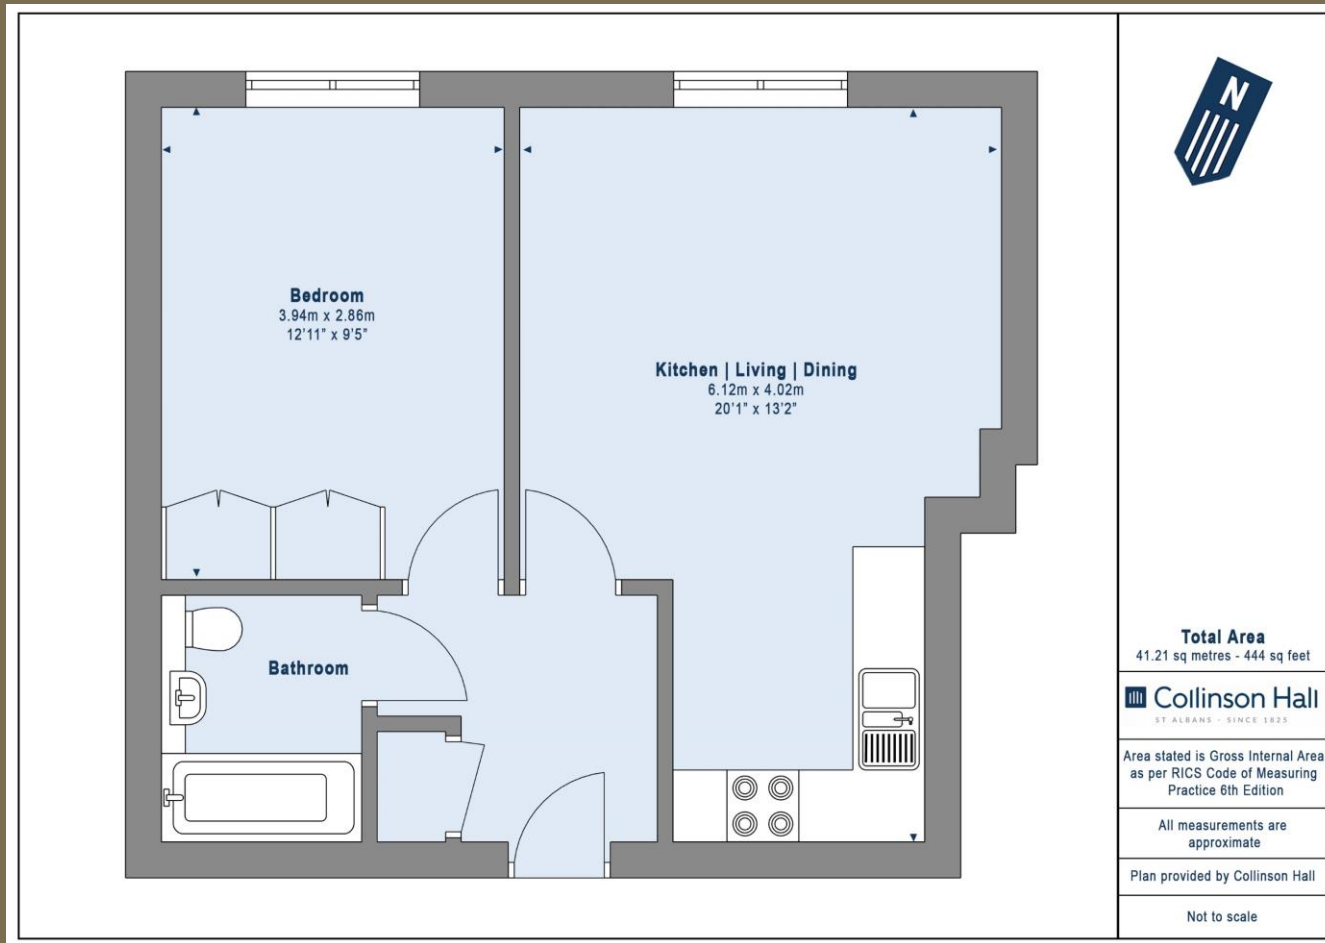 N
Bedroom
3.94m x 2.86m
12'11" x 9'5"
Kitchen | Living | Dining
6.12m x 4.02m
20'1" x 13'2"
Bathroom
Total Area
41.21 sq metres - 444 sq feet
Collinson Hall
ST ALBANS - SINCE 1825
Area stated is Gross Internal Area
as per RICS Code of Measuring
Practice 6th Edition
All measurements are
approximate
Plan provided by Collinson Hall
Not to scale